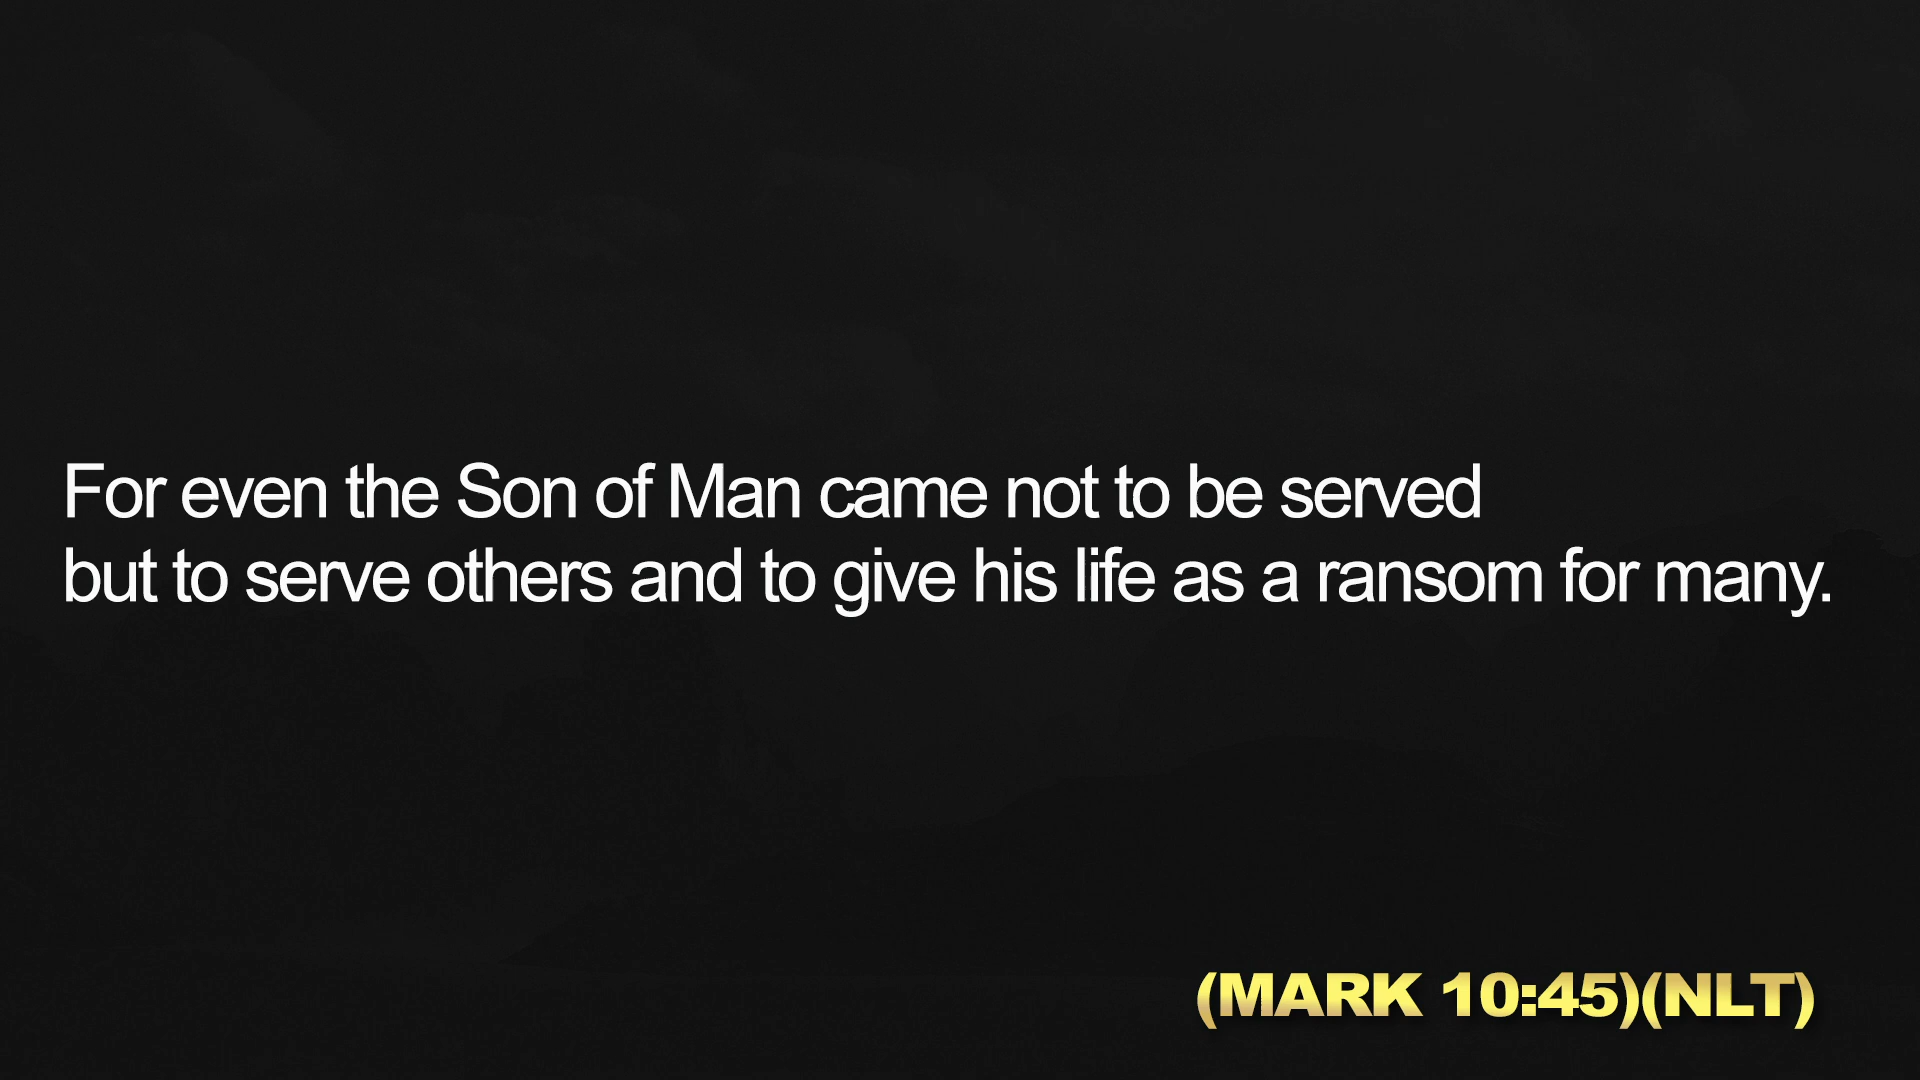 For even the Son of Man came not to be served
but to serve others and to give his life as a ransom for many.
(MARK 10:45)(NLT)